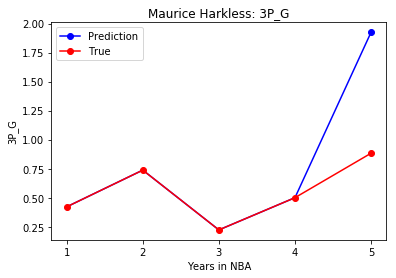 Maurice Harkless: 3P_G
Prediction
True
3P_G
2.00
1.75
1.50
1.25
1.00
0.75
0.50
0.25
1 2 3 4 5
Years in NBA